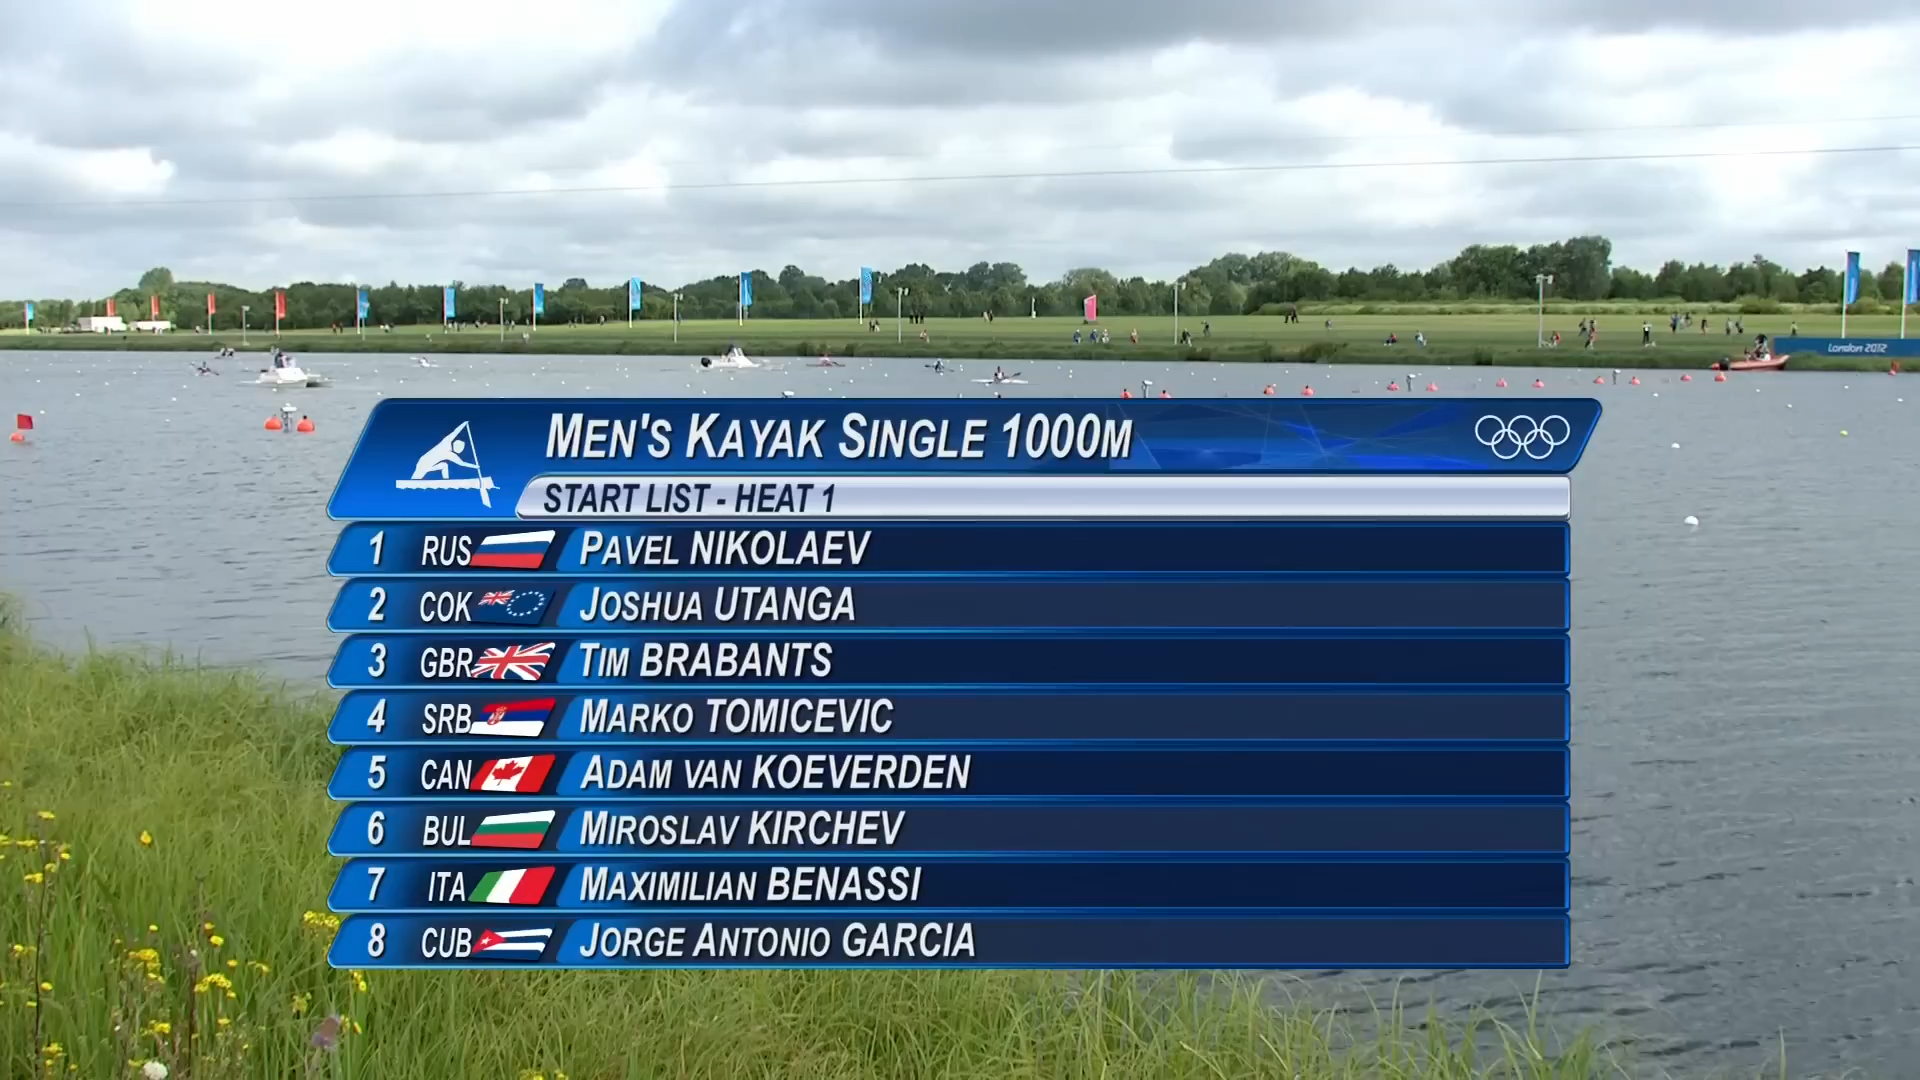 London 2012
MEN'S KAYAK SINGLE 1000M
START LIST - HEAT 1
1 RUS PAVEL NIKOLAEV
2 COK JOSHUA UTANGA
3 GBR TIM BRABANTS
4 SRB MARKO TOMICEVIC
5 CAN ADAM VAN KOEVERDEN
6 BUL MIROSLAV KIRCHEV
7 ITA MAXIMILIAN BENASSI
8 CUB JORGE ANTONIO GARCIA